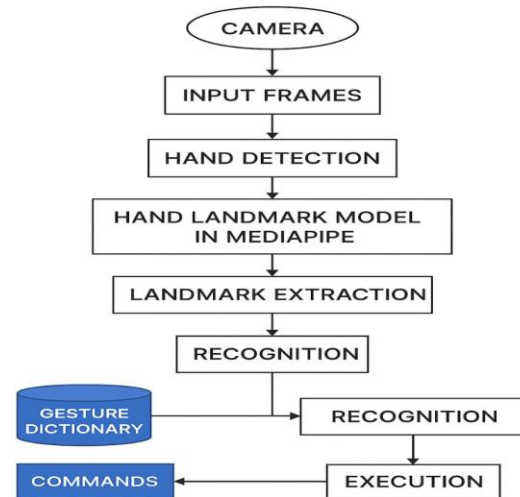 CAMERA
INPUT FRAMES
HAND DETECTION
HAND LANDMARK MODEL
IN MEDIAPIPE
LANDMARK EXTRACTION
RECOGNITION
GESTURE
DICTIONARY
RECOGNITION
COMMANDS
EXECUTION